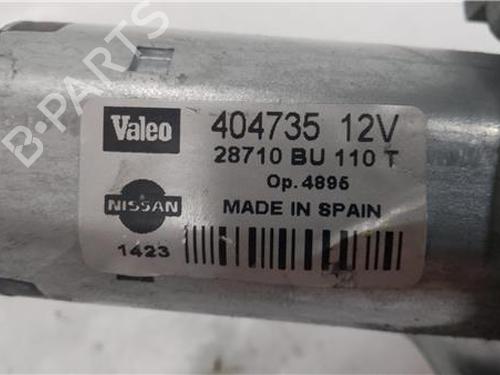 B-PARTS
Valeo 404735 12V
28710 BU 110 T
Op. 4895
NISSAN MADE IN SPAIN
1423